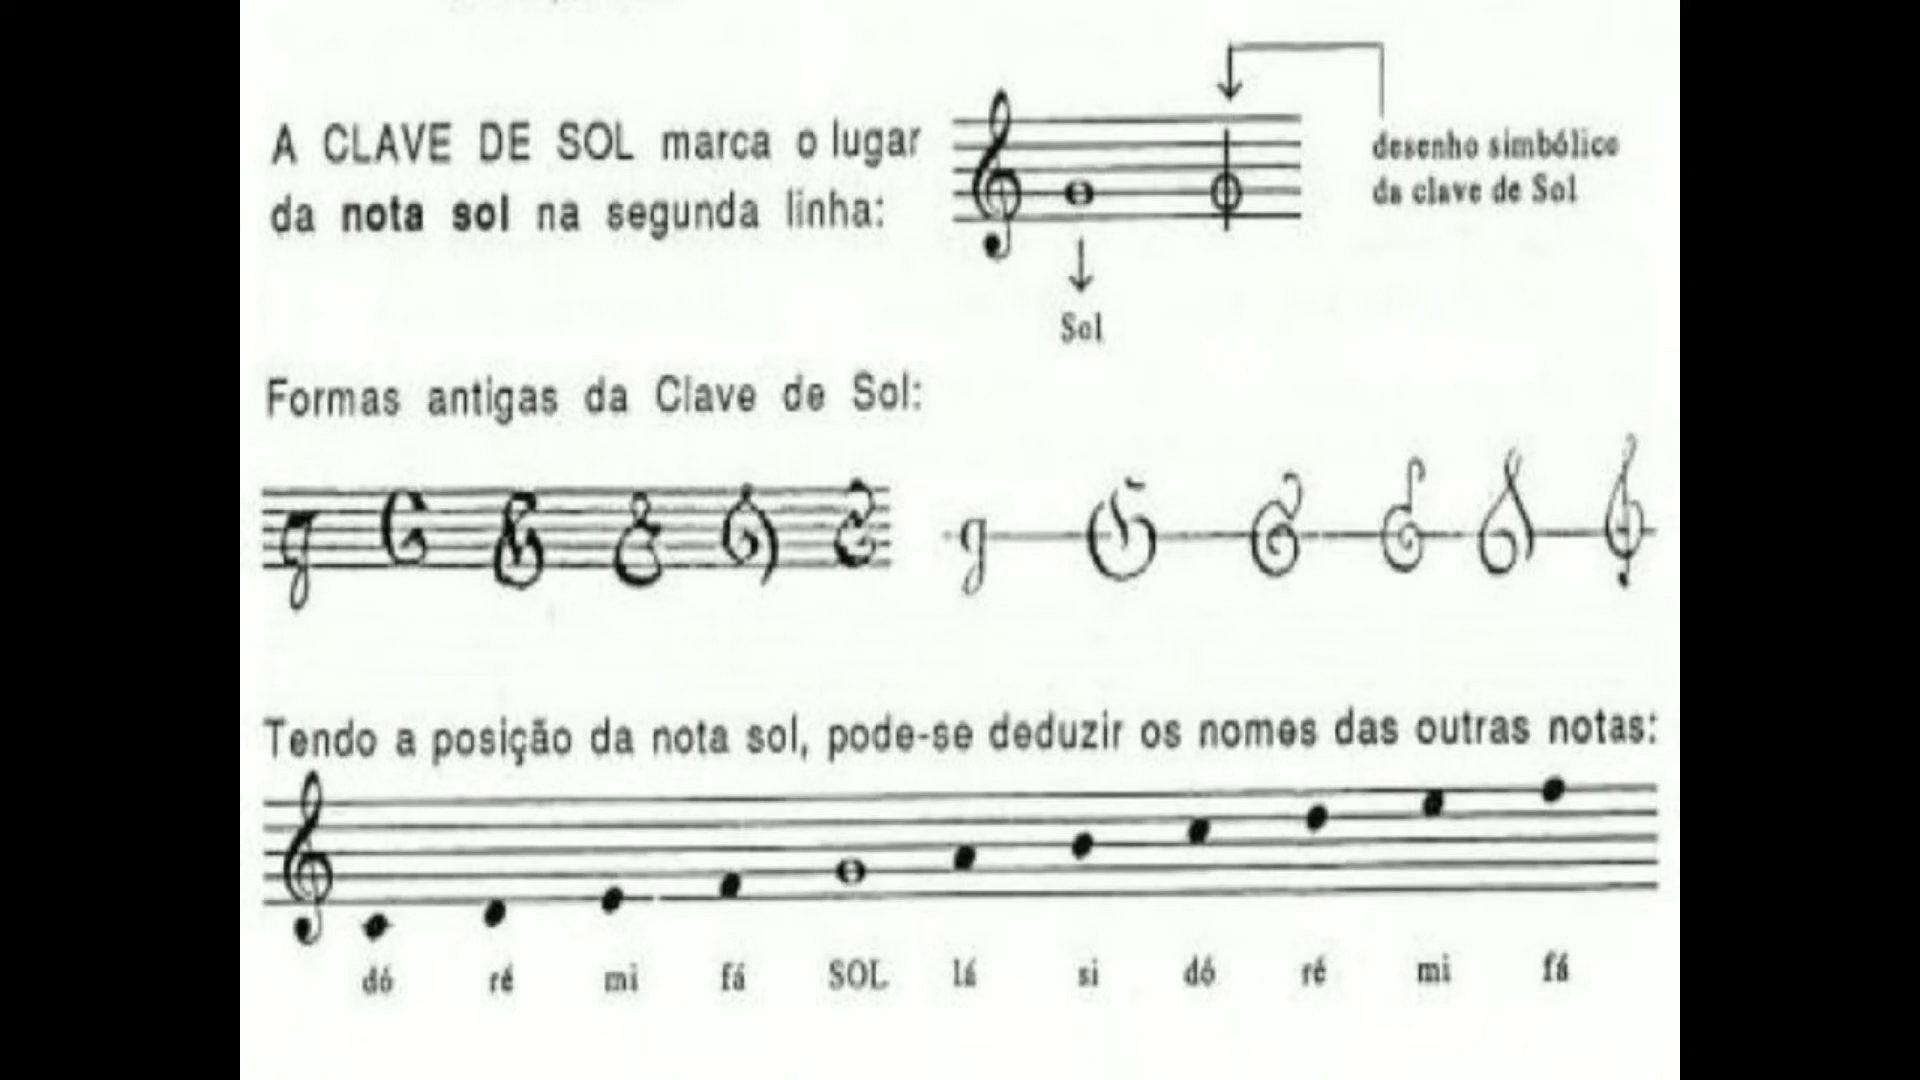 A CLAVE DE SOL marca o lugar
da nota sol na segunda linha:
desenho simbólico
da clave de Sol
Sol
Formas antigas da Clave de Sol:
Tendo a posição da nota sol, pode-se deduzir os nomes das outras notas:
dó ré mi fá SOL lá si dó ré mi fá